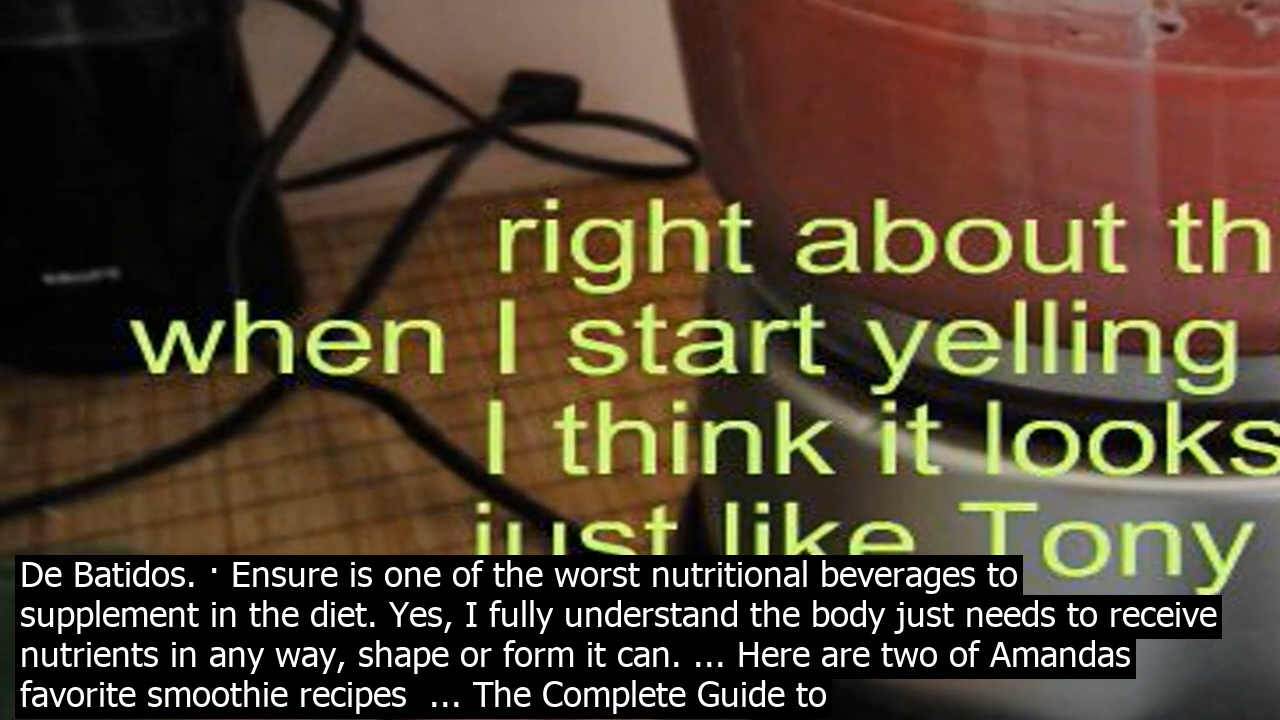 right about th
when I start yelling
I think it looks
just like Tony
De Batidos. · Ensure is one of the worst nutritional beverages to
supplement in the diet. Yes, I fully understand the body just needs to receive
nutrients in any way, shape or form it can. ... Here are two of Amandas
favorite smoothie recipes ... The Complete Guide to